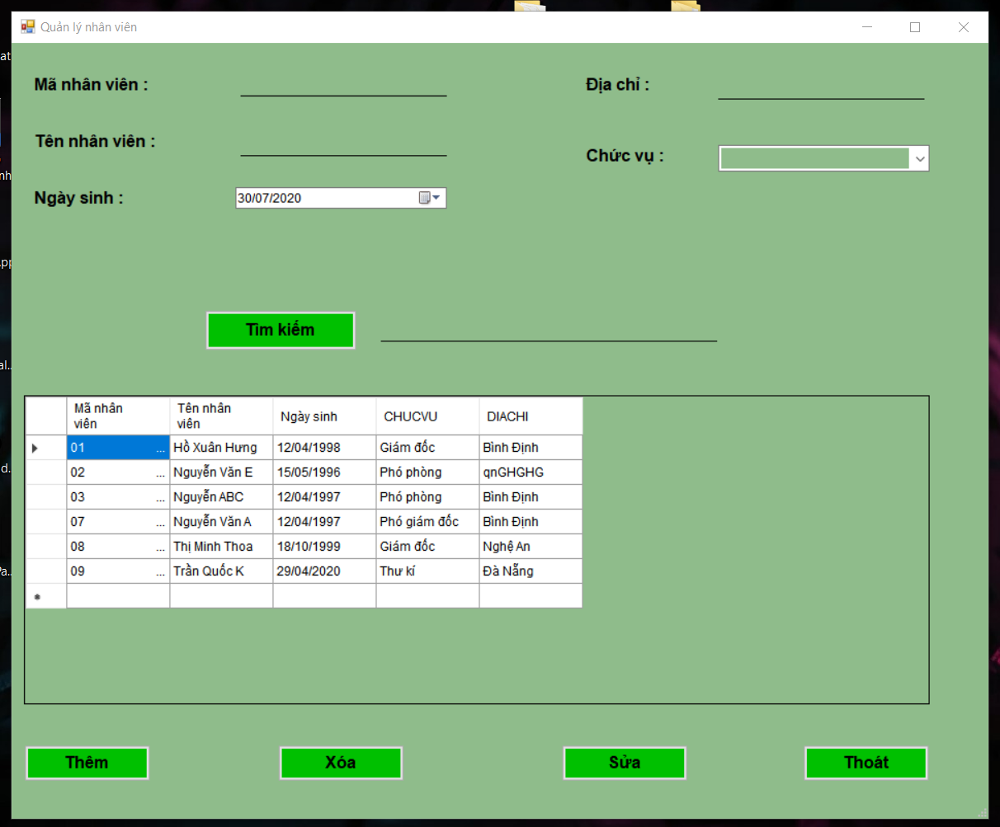 Quản lý nhân viên
Mã nhân viên :
Địa chỉ :
Tên nhân viên :
Chức vụ :
Ngày sinh :
30/07/2020
Tìm kiếm
Mã nhân viên Tên nhân viên Ngày sinh CHUCVU DIACHI
01 ... Hồ Xuân Hưng 12/04/1998 Giám đốc Bình Định
02 ... Nguyễn Văn E 15/05/1996 Phó phòng qnGHGHG
03 ... Nguyễn ABC 12/04/1997 Phó phòng Bình Định
07 ... Nguyễn Văn A 12/04/1997 Phó giám đốc Bình Định
08 ... Thị Minh Thoa 18/10/1999 Giám đốc Nghệ An
09 ... Trần Quốc K 29/04/2020 Thư kí Đà Nẵng
Thêm Xóa Sửa Thoát